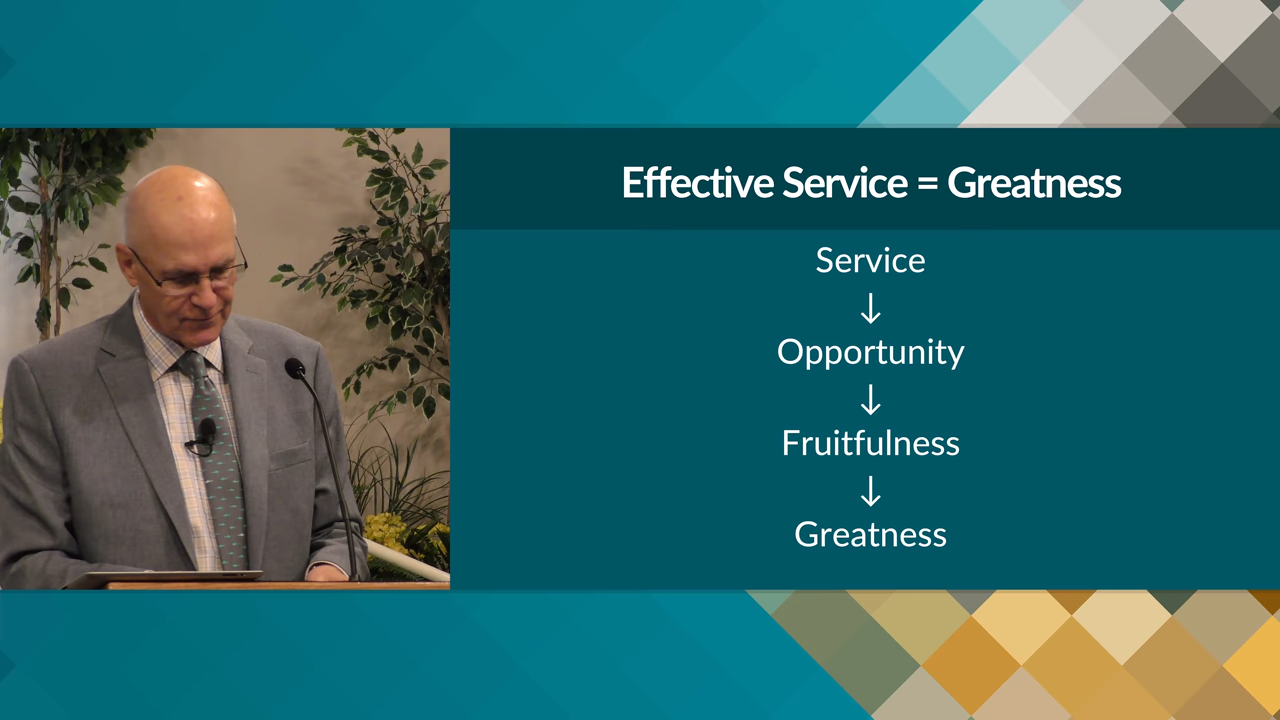 Effective Service = Greatness
Service
↓
Opportunity
↓
Fruitfulness
↓
Greatness